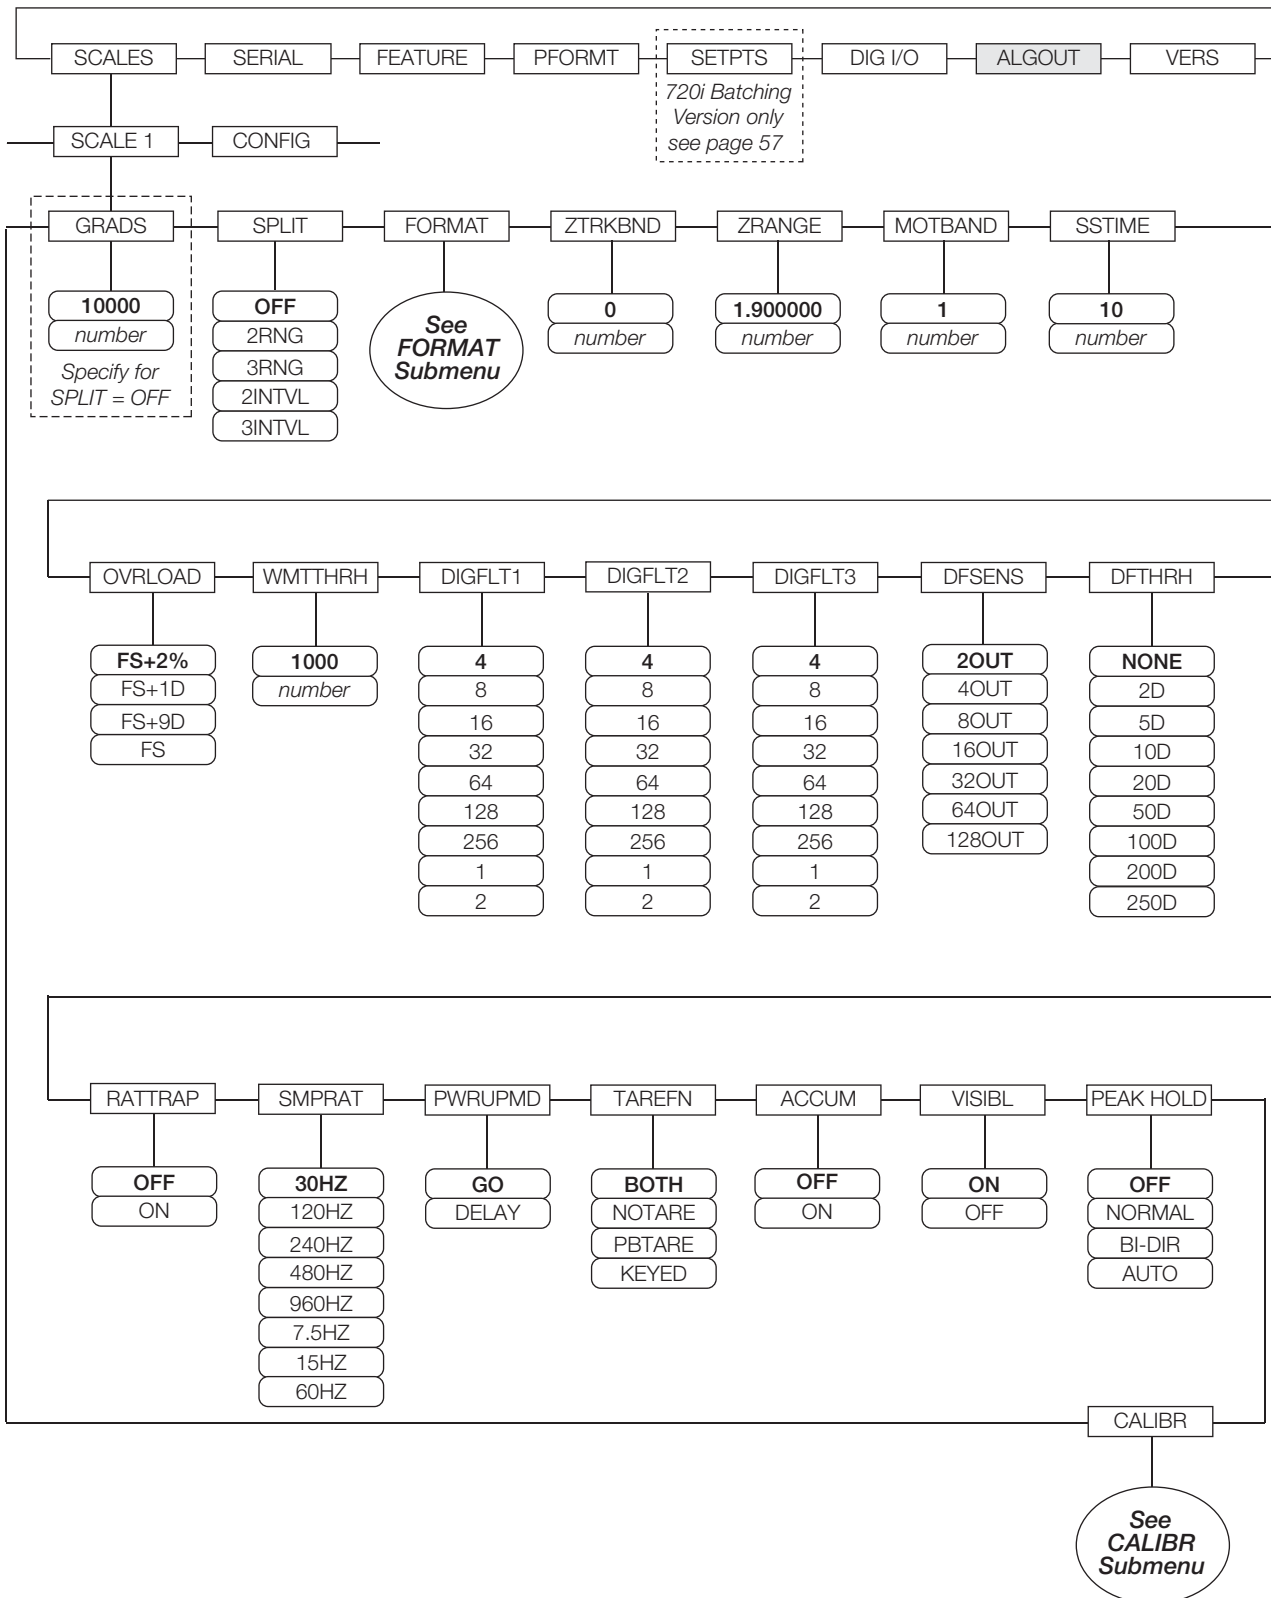 SCALES
SERIAL
FEATURE
PFORMT
SETPTS
DIG I/O
ALGOUT
VERS
720i Batching
Version only
see page 57
SCALE 1
CONFIG
GRADS
SPLIT
FORMAT
ZTRKBND
ZRANGE
MOTBAND
SSTIME
10000
number
Specify for
SPLIT = OFF
OFF
2RNG
3RNG
2INTVL
3INTVL
See
FORMAT
Submenu
0
number
1.900000
number
1
number
10
number
OVRLOAD
WMTTHRH
DIGFLT1
DIGFLT2
DIGFLT3
DFSENS
DFTHRH
FS+2%
FS+1D
FS+9D
FS
1000
number
4
8
16
32
64
128
256
1
2
4
8
16
32
64
128
256
1
2
4
8
16
32
64
128
256
1
2
2OUT
4OUT
8OUT
16OUT
32OUT
64OUT
128OUT
NONE
2D
5D
10D
20D
50D
100D
200D
250D
RATTRAP
SMPRAT
PWRUPMD
TAREFN
ACCUM
VISIBL
PEAK HOLD
OFF
ON
30HZ
120HZ
240HZ
480HZ
960HZ
7.5HZ
15HZ
60HZ
GO
DELAY
BOTH
NOTARE
PBTARE
KEYED
OFF
ON
ON
OFF
OFF
NORMAL
BI-DIR
AUTO
CALIBR
See
CALIBR
Submenu